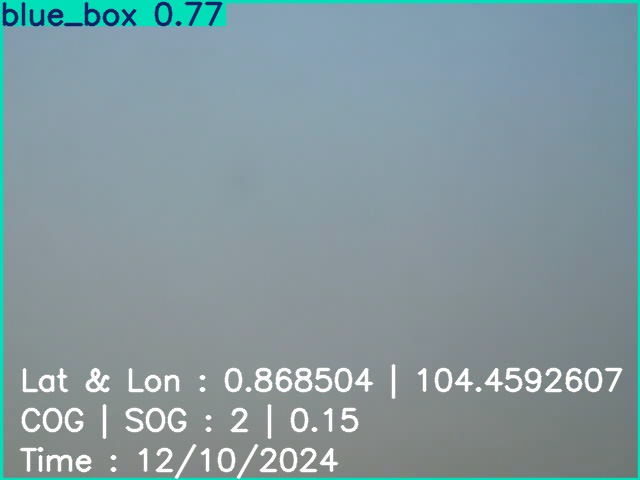 blue_box 0.77
Lat & Lon : 0.868504 | 104.4592607
COG | SOG : 2 | 0.15
Time : 12/10/2024